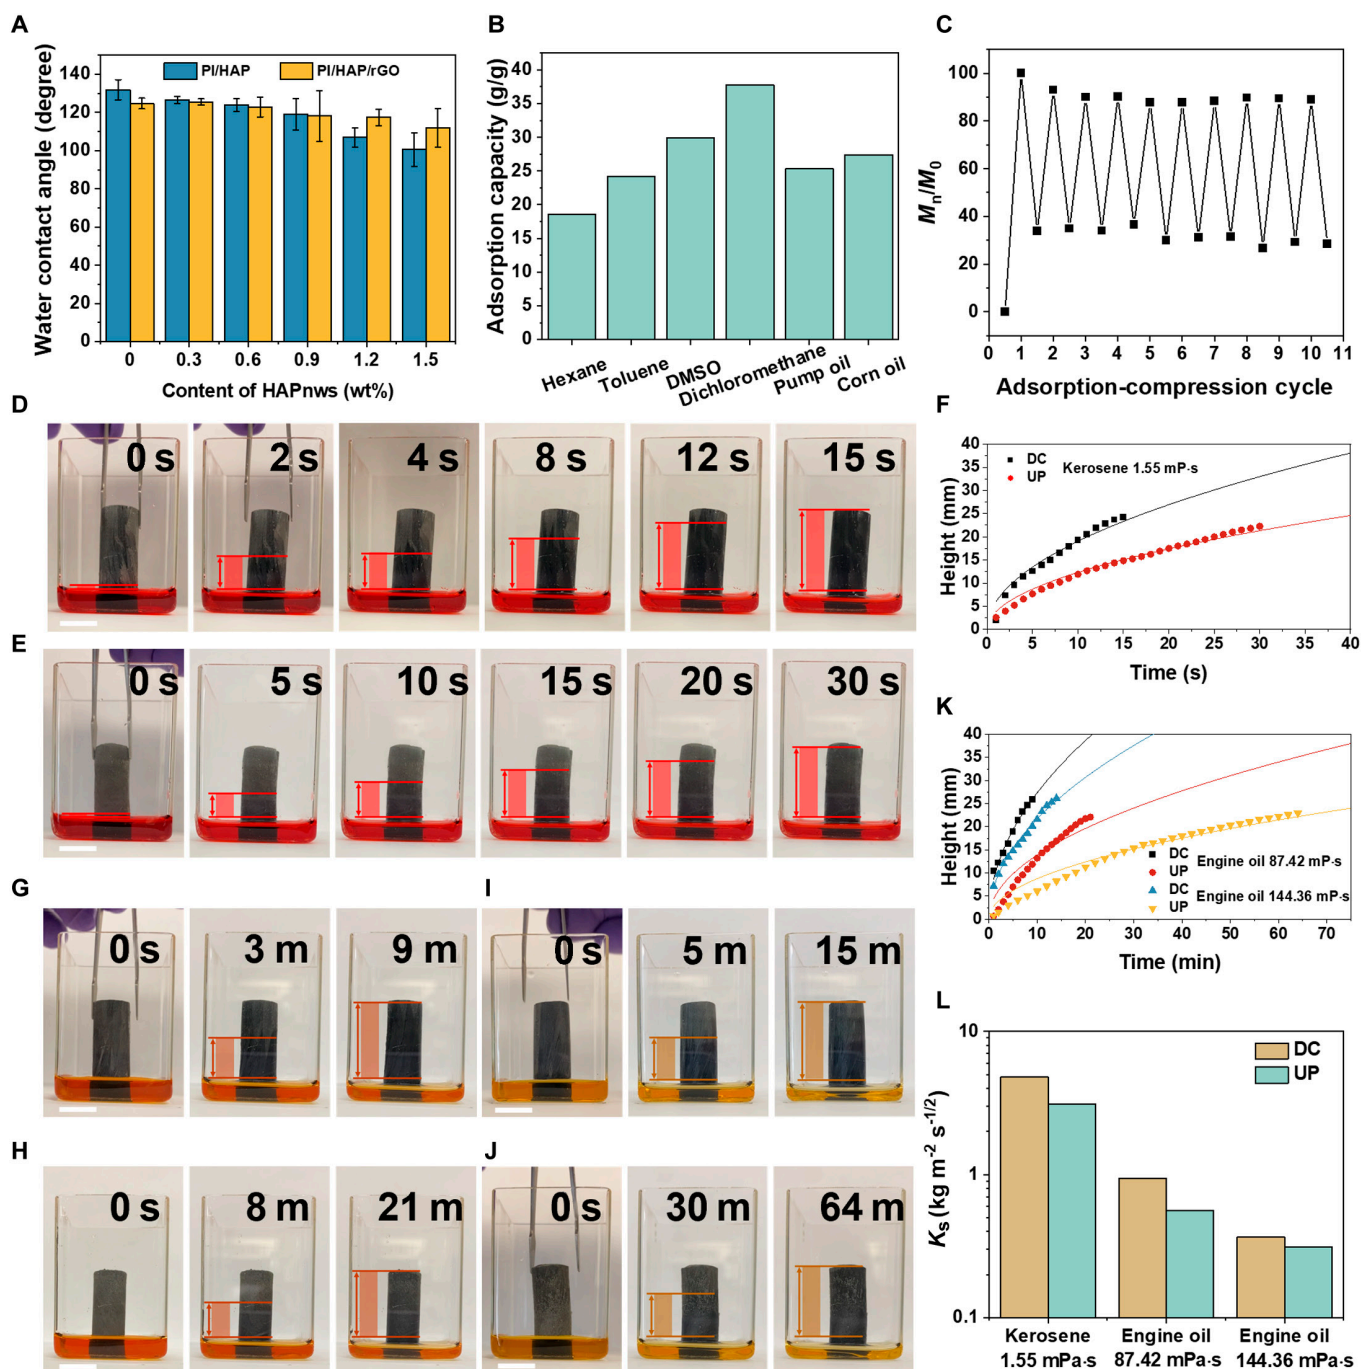 A
Water contact angle (degree)
140
120
100
80
60
40
20
0
PI/HAP
PI/HAP/rGO
0 0.3 0.6 0.9 1.2 1.5
Content of HAPnws (wt%)
B
Adsorption capacity (g/g)
40
35
30
25
20
15
10
5
0
Hexane
Toluene
DMSO
Dichloromethane
Pump oil
Corn oil
C
Mn/M0
100
80
60
40
20
0
0 1 2 3 4 5 6 7 8 9 10 11
Adsorption-compression cycle
D
0 s
2 s
4 s
8 s
12 s
15 s
E
0 s
5 s
10 s
15 s
20 s
30 s
F
Height (mm)
40
35
30
25
20
15
10
5
0
DC
UP
Kerosene 1.55 mP·s
0 5 10 15 20 25 30 35 40
Time (s)
G
0 s
3 m
9 m
I
0 s
5 m
15 m
H
0 s
8 m
21 m
J
0 s
30 m
64 m
K
Height (mm)
40
35
30
25
20
15
10
5
0
DC
UP
Engine oil 87.42 mP·s
DC
UP
Engine oil 144.36 mP·s
0 10 20 30 40 50 60 70
Time (min)
L
Ks (kg m-2 s-1/2)
10
1
0.1
DC
UP
Kerosene
1.55 mPa·s
Engine oil
87.42 mPa·s
Engine oil
144.36 mPa·s